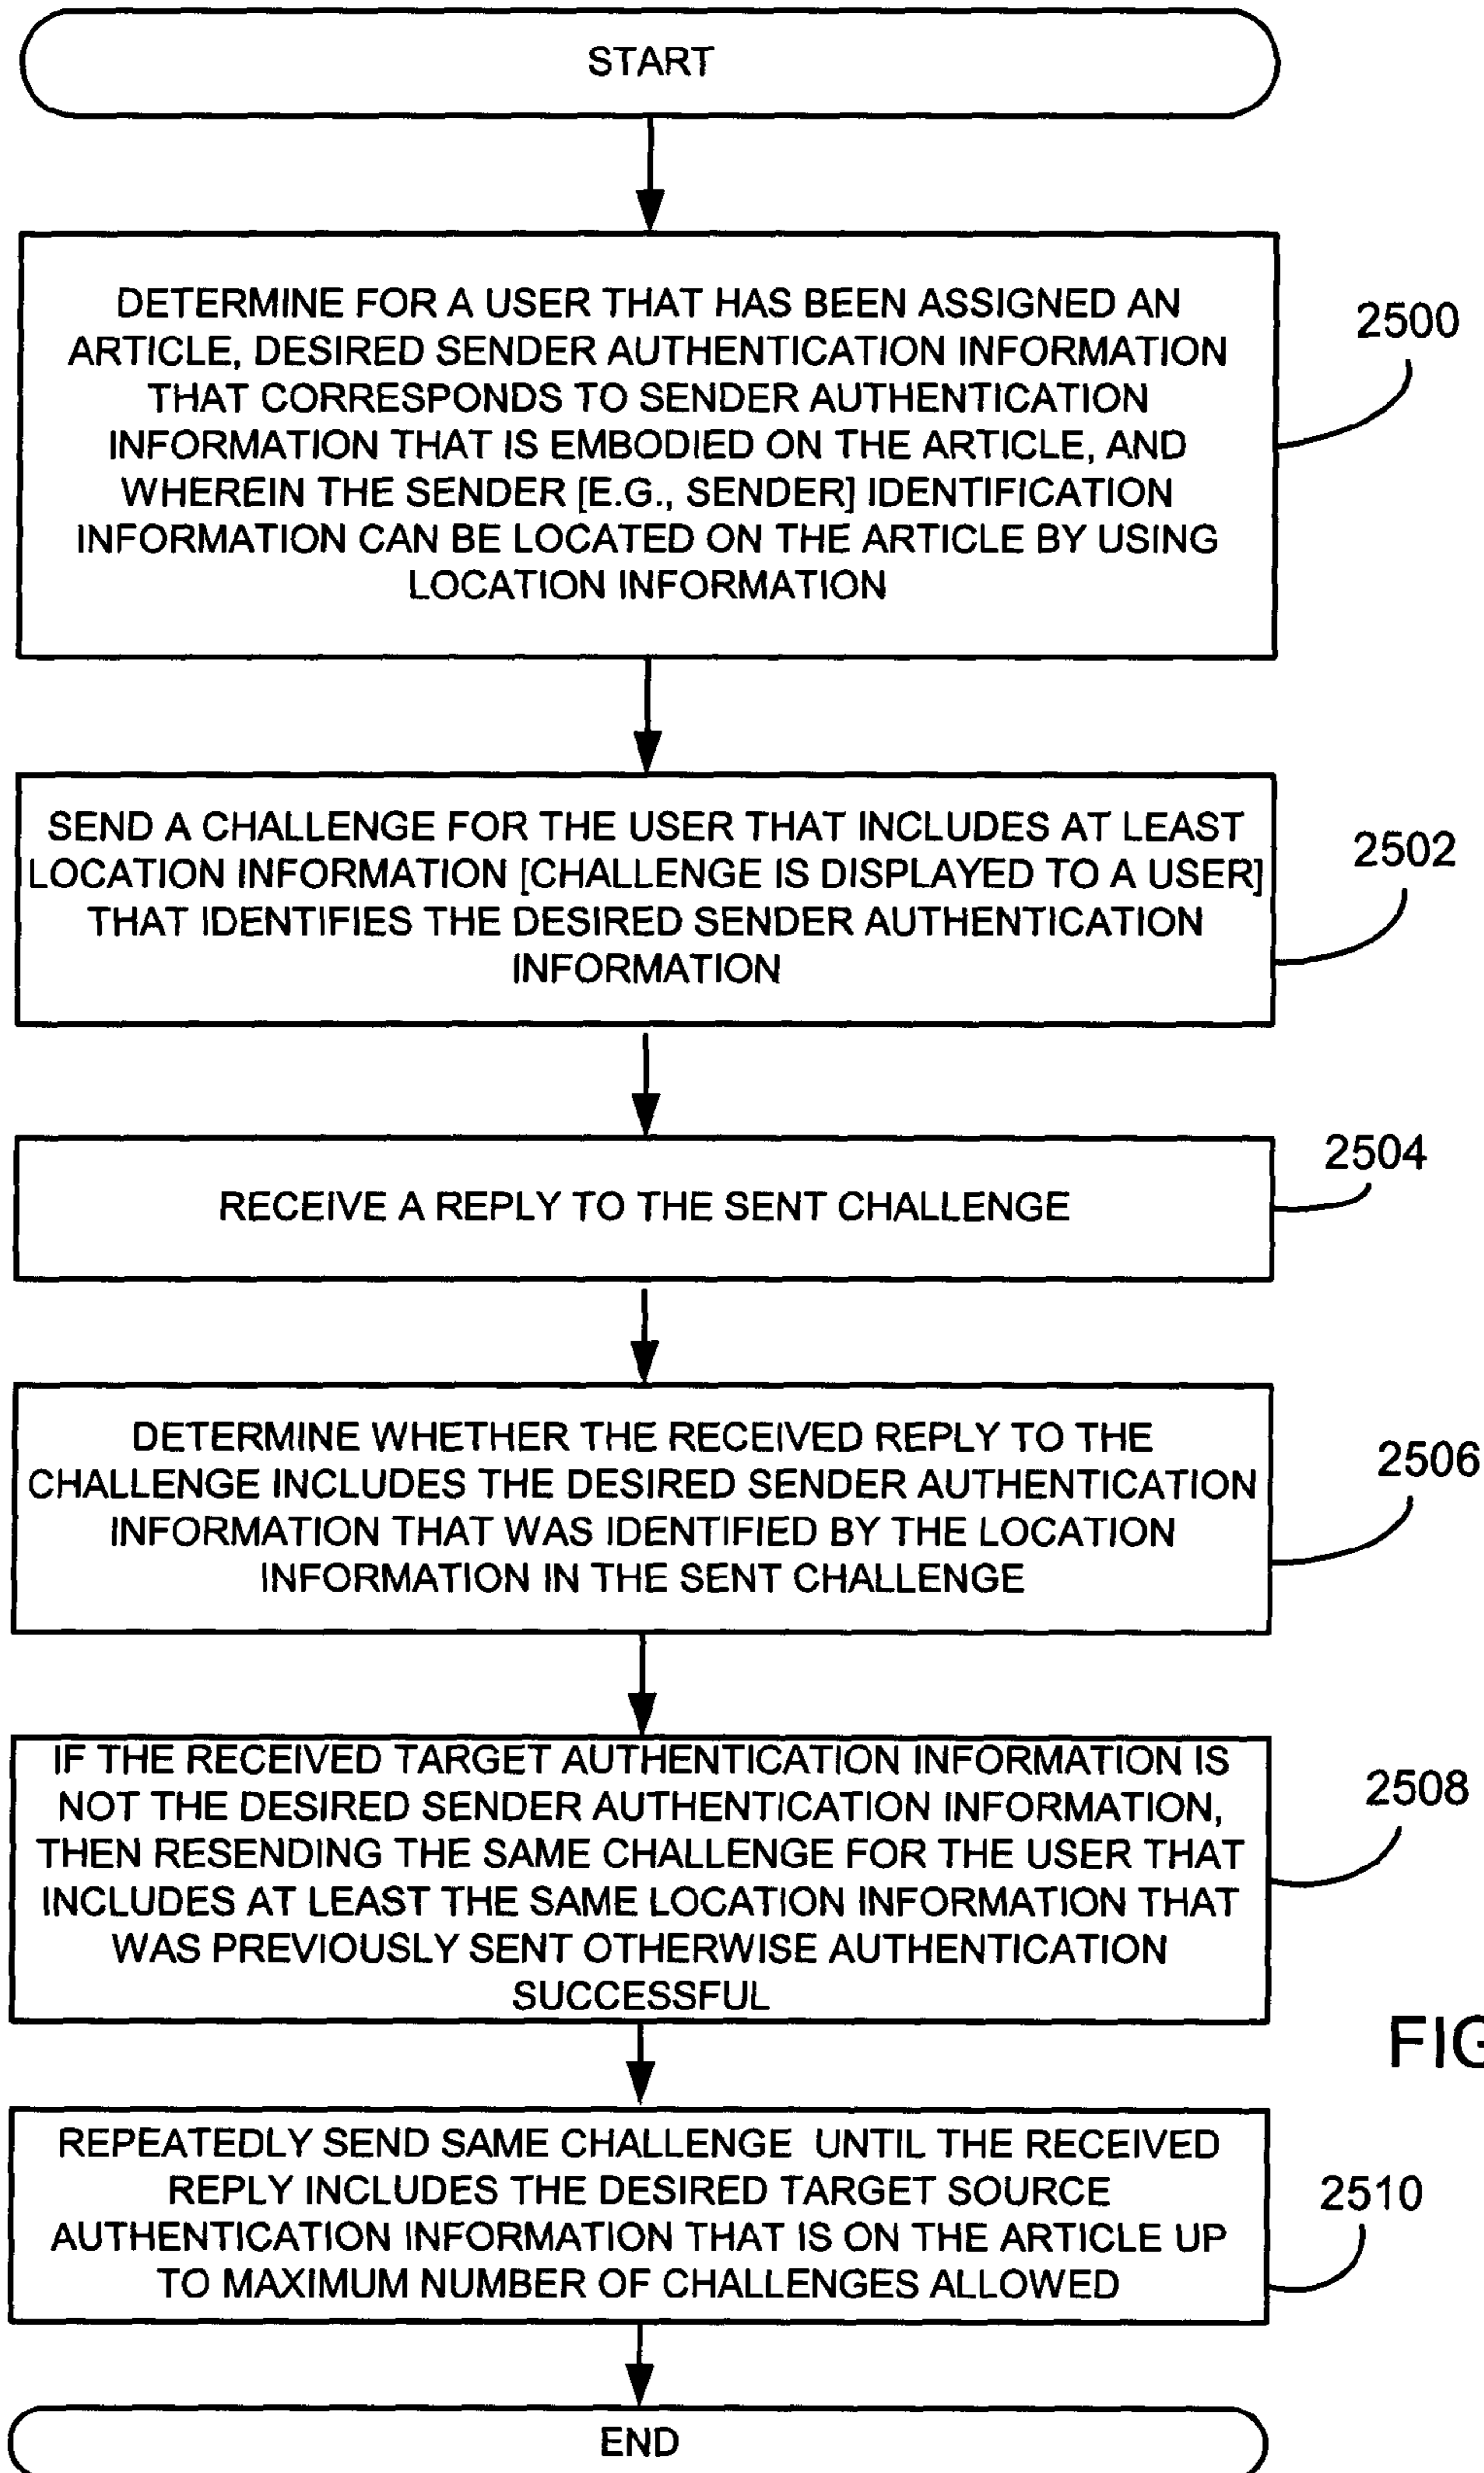 START
DETERMINE FOR A USER THAT HAS BEEN ASSIGNED AN
ARTICLE, DESIRED SENDER AUTHENTICATION INFORMATION
THAT CORRESPONDS TO SENDER AUTHENTICATION
INFORMATION THAT IS EMBODIED ON THE ARTICLE, AND
WHEREIN THE SENDER [E.G., SENDER] IDENTIFICATION
INFORMATION CAN BE LOCATED ON THE ARTICLE BY USING
LOCATION INFORMATION
2500
SEND A CHALLENGE FOR THE USER THAT INCLUDES AT LEAST
LOCATION INFORMATION [CHALLENGE IS DISPLAYED TO A USER]
THAT IDENTIFIES THE DESIRED SENDER AUTHENTICATION
INFORMATION
2502
RECEIVE A REPLY TO THE SENT CHALLENGE
2504
DETERMINE WHETHER THE RECEIVED REPLY TO THE
CHALLENGE INCLUDES THE DESIRED SENDER AUTHENTICATION
INFORMATION THAT WAS IDENTIFIED BY THE LOCATION
INFORMATION IN THE SENT CHALLENGE
2506
IF THE RECEIVED TARGET AUTHENTICATION INFORMATION IS
NOT THE DESIRED SENDER AUTHENTICATION INFORMATION,
THEN RESENDING THE SAME CHALLENGE FOR THE USER THAT
INCLUDES AT LEAST THE SAME LOCATION INFORMATION THAT
WAS PREVIOUSLY SENT OTHERWISE AUTHENTICATION
SUCCESSFUL
2508
FIG
REPEATEDLY SEND SAME CHALLENGE UNTIL THE RECEIVED
REPLY INCLUDES THE DESIRED TARGET SOURCE
AUTHENTICATION INFORMATION THAT IS ON THE ARTICLE UP
TO MAXIMUM NUMBER OF CHALLENGES ALLOWED
2510
END